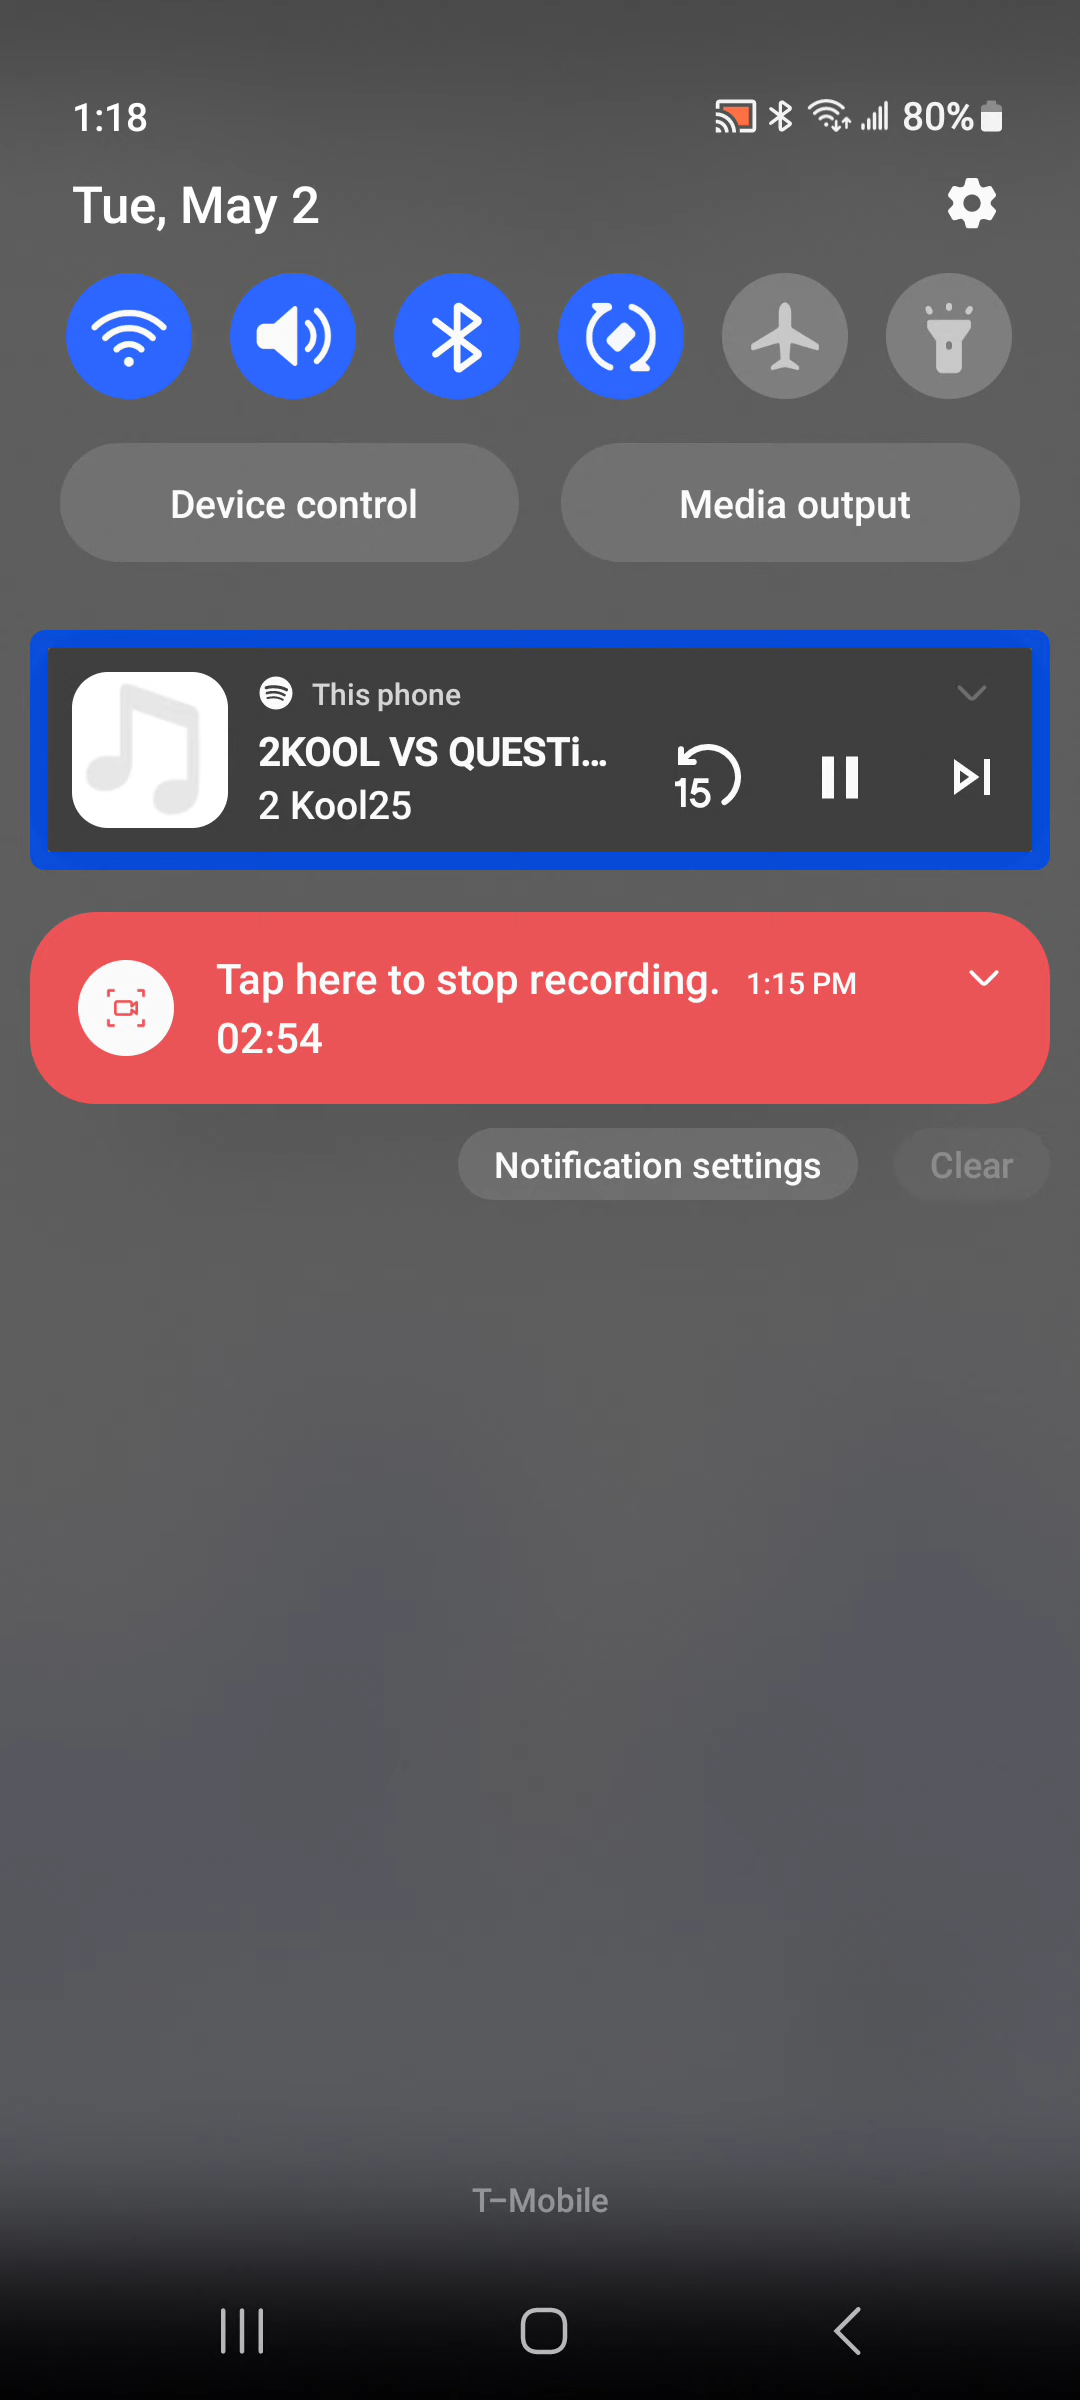 1:18
80%
Tue, May 2
Device control
Media output
This phone
2KOOL VS QUESTi...
2 Kool25
15
Tap here to stop recording. 1:15 PM
02:54
Notification settings
Clear
T-Mobile